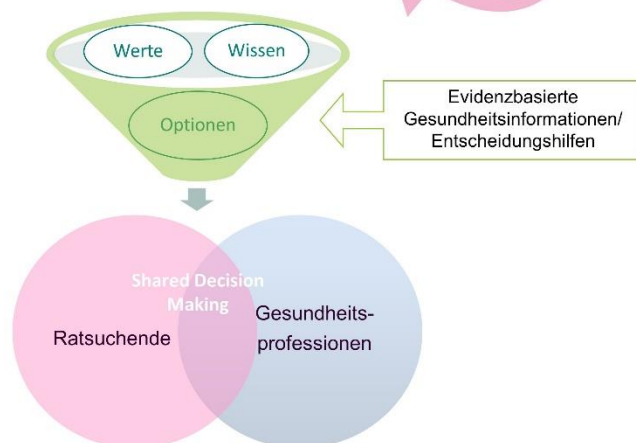 Werte
Wissen
Optionen
Evidenzbasierte
Gesundheitsinformationen/
Entscheidungshilfen
Shared Decision
Making
Ratsuchende
Gesundheits-
professionen